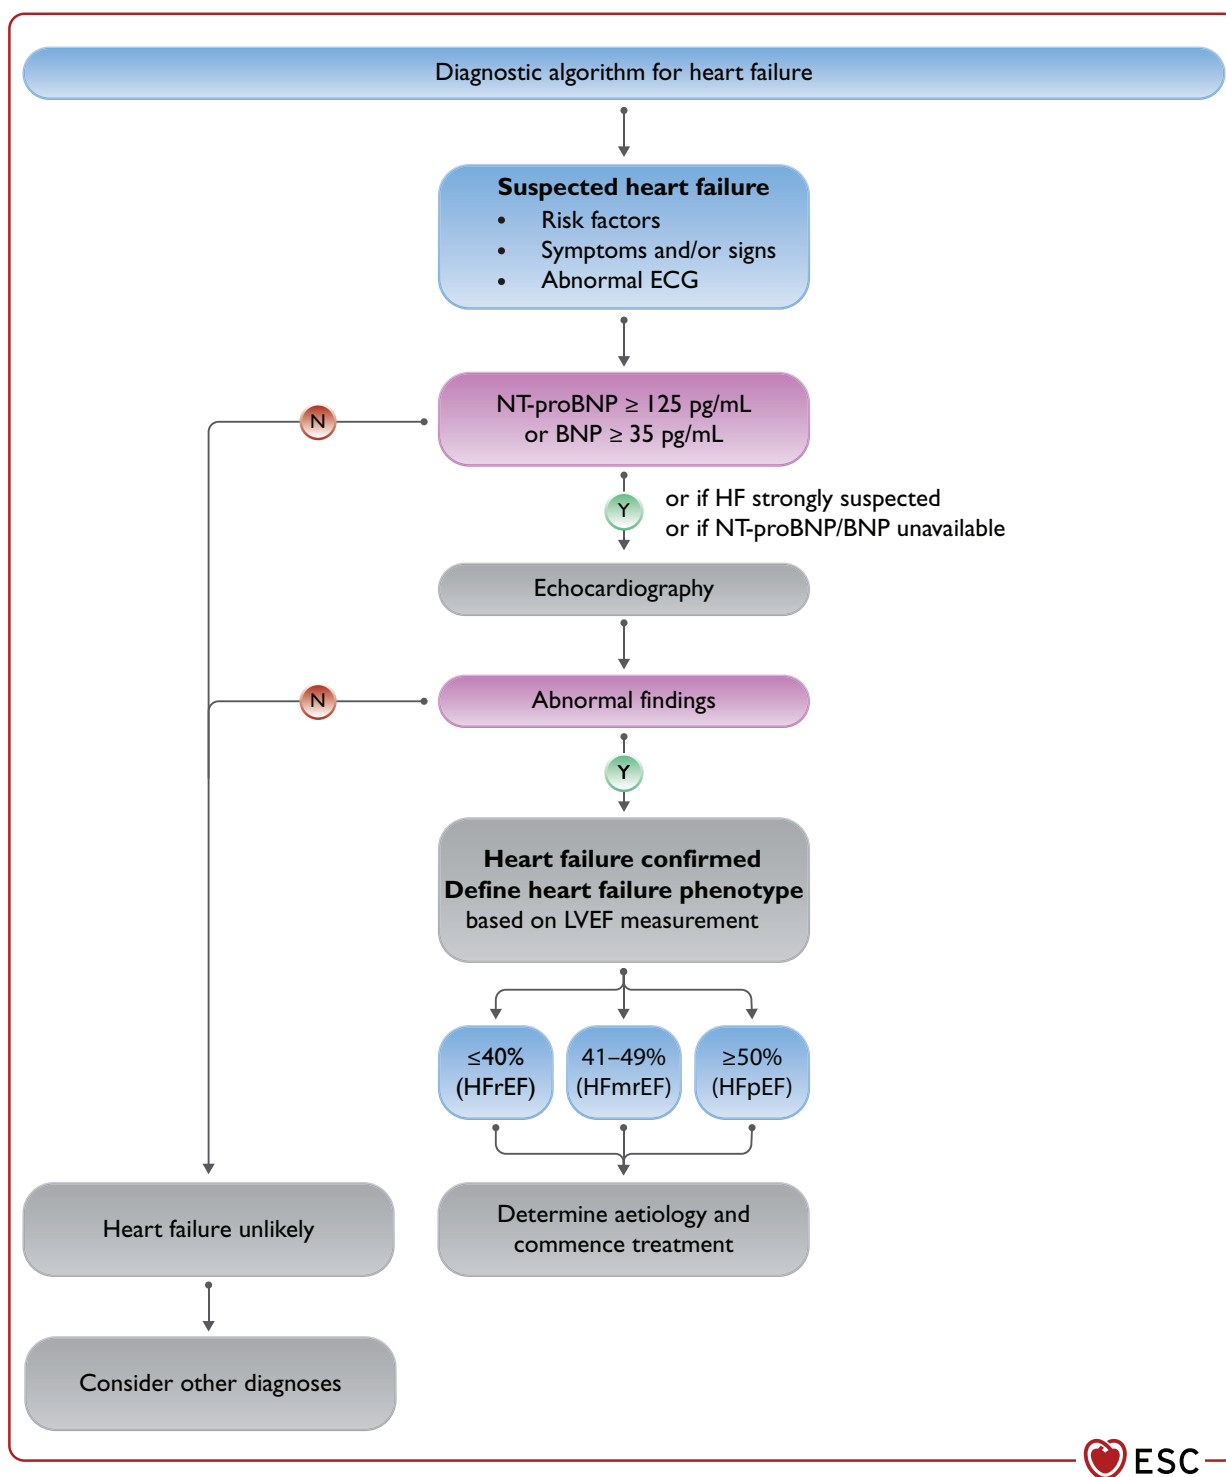 Diagnostic algorithm for heart failure
Suspected heart failure
• Risk factors
• Symptoms and/or signs
• Abnormal ECG
NT-proBNP ≥ 125 pg/mL
or BNP ≥ 35 pg/mL
N
Y
or if HF strongly suspected
or if NT-proBNP/BNP unavailable
Echocardiography
Abnormal findings
N
Y
Heart failure confirmed
Define heart failure phenotype
based on LVEF measurement
≤40%
(HFrEF)
41–49%
(HFmrEF)
≥50%
(HFpEF)
Heart failure unlikely
Determine aetiology and
commence treatment
Consider other diagnoses
ESC